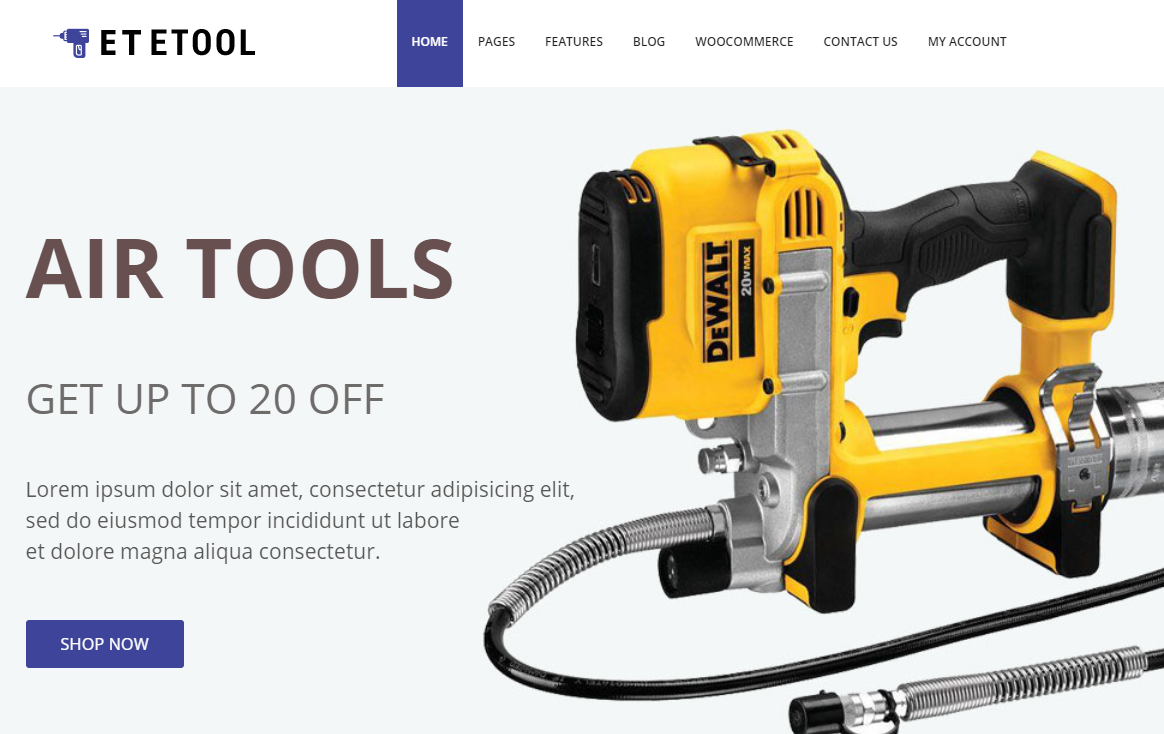 ET ETOOL
HOME PAGES FEATURES BLOG WOOCOMMERCE CONTACT US MY ACCOUNT
AIR TOOLS
GET UP TO 20 OFF
Lorem ipsum dolor sit amet, consectetur adipisicing elit,
sed do eiusmod tempor incididunt ut labore
et dolore magna aliqua consectetur.
SHOP NOW
DEWALT
20V MAX